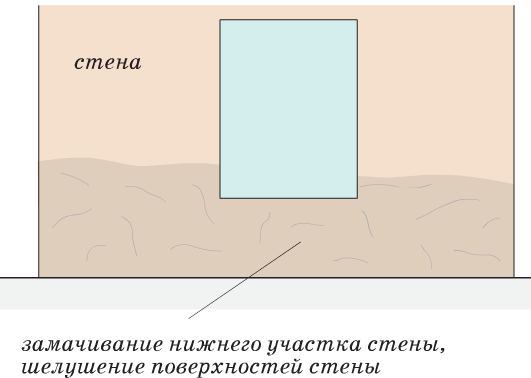 стена
замачивание нижнего участка стены,
шелушение поверхностей стены